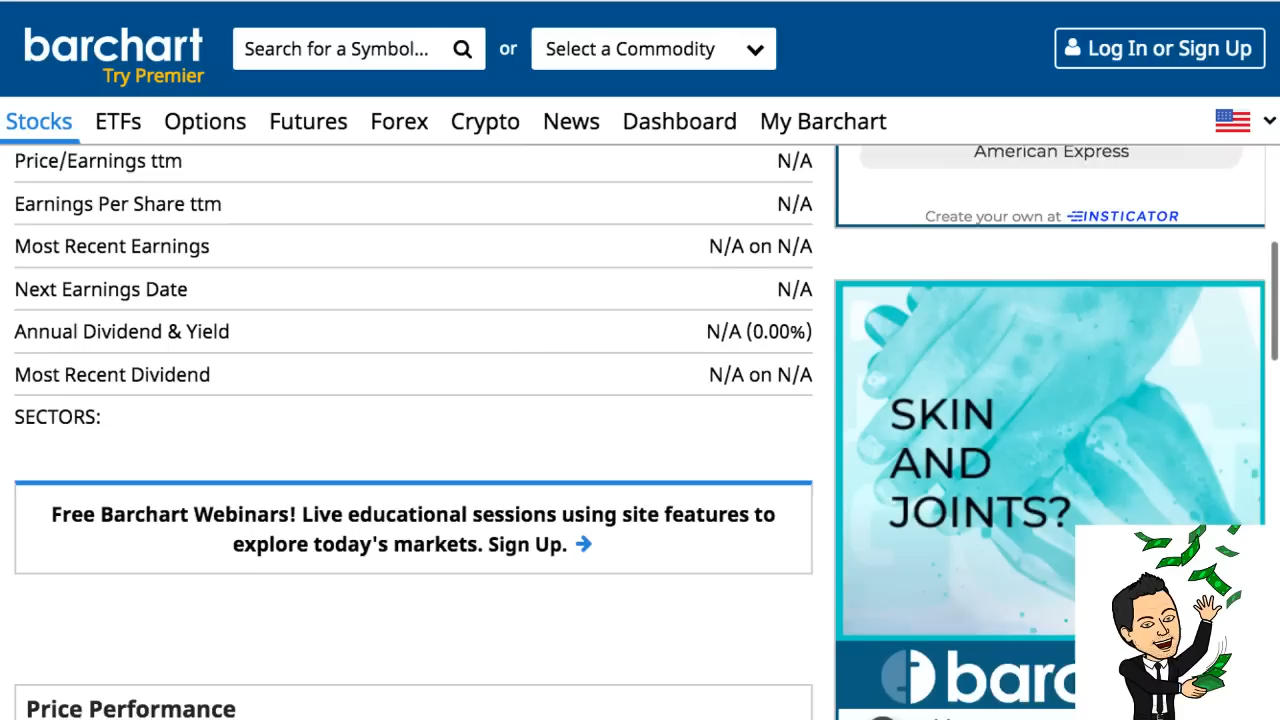 barchart
Try Premier
Search for a Symbol...
or
Select a Commodity
Log In or Sign Up
Stocks ETFs Options Futures Forex Crypto News Dashboard My Barchart
Price/Earnings ttm N/A
Earnings Per Share ttm N/A
Most Recent Earnings N/A on N/A
Next Earnings Date N/A
Annual Dividend & Yield N/A (0.00%)
Most Recent Dividend N/A on N/A
SECTORS:
Free Barchart Webinars! Live educational sessions using site features to
explore today's markets. Sign Up.
Price Performance
American Express
Create your own at INSTICATOR
SKIN
AND
JOINTS?
barc